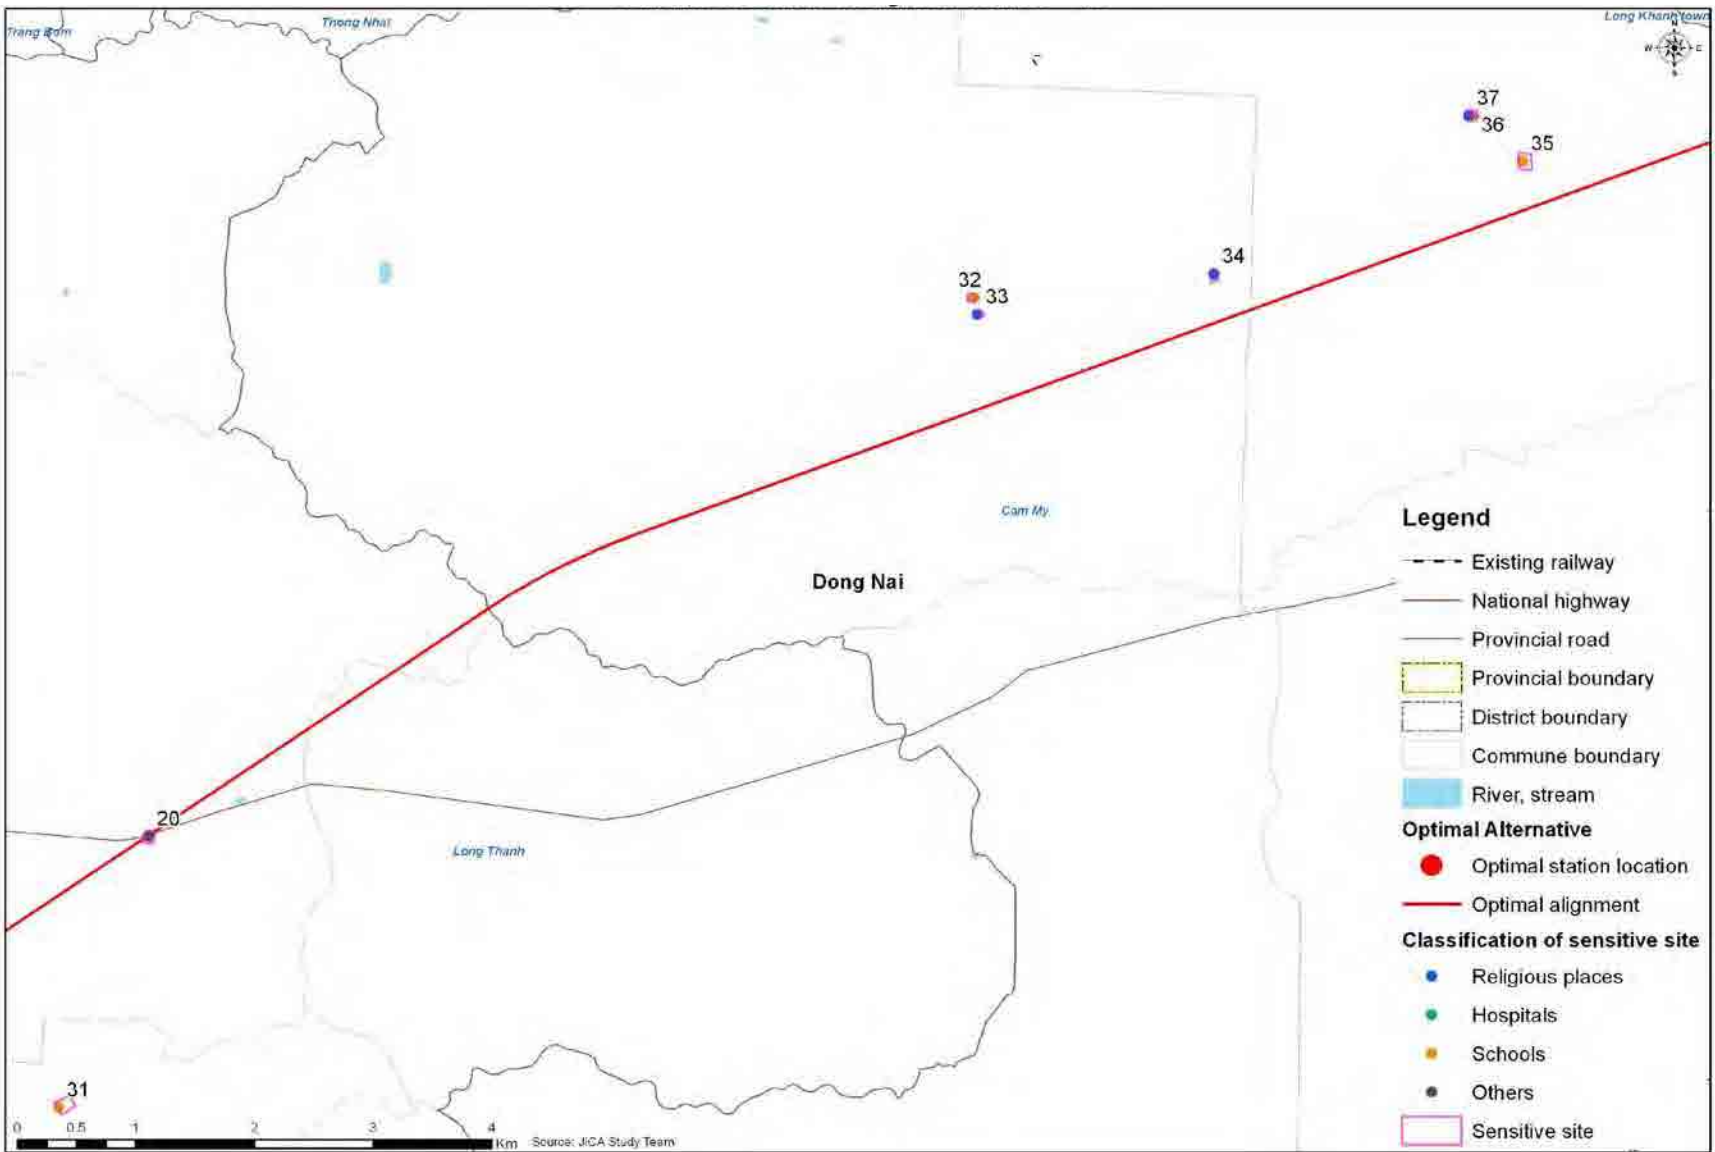 Trang Bom
Thong Nhat
Long Khanh town
N
W E
S
37
36
35
34
32
33
Cam My
Dong Nai
20
Long Thanh
31
Legend
Existing railway
National highway
Provincial road
Provincial boundary
District boundary
Commune boundary
River, stream
Optimal Alternative
Optimal station location
Optimal alignment
Classification of sensitive site
Religious places
Hospitals
Schools
Others
Sensitive site
0 0.5 1 2 3 4
Km Source: JICA Study Team